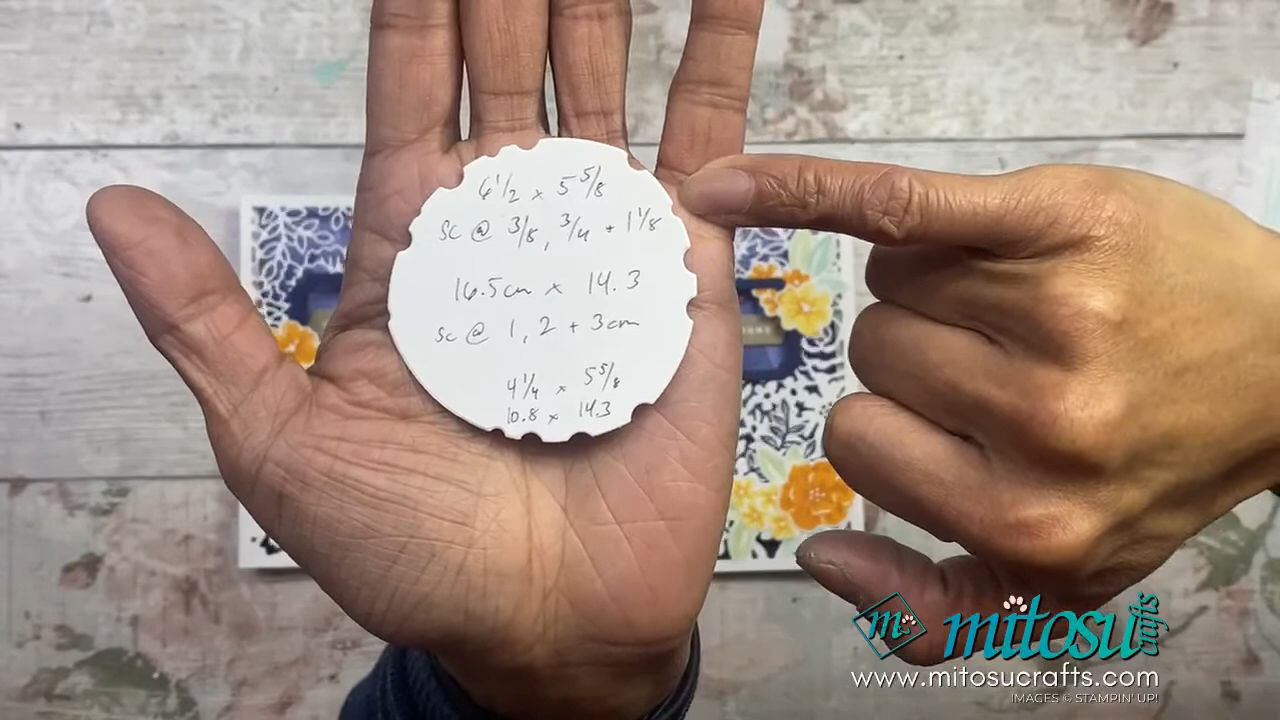 6 1/2 x 5 5/8
sc @ 3/8, 3/4 + 1 1/8
16.5cm x 14.3
sc @ 1, 2 + 3cm
4 1/4 x 5 5/8
10.8 x 14.3
m.
mitosu crafts
www.mitosucrafts.com
IMAGES © STAMPIN' UP!